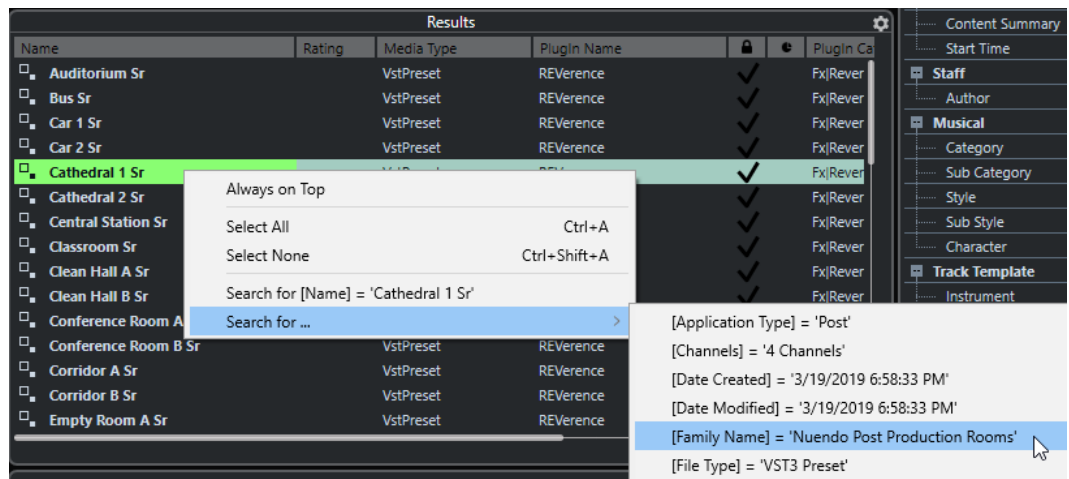 Results
Name Rating Media Type PlugIn Name PlugIn Ca
Auditorium Sr VstPreset REVerence Fx|Rever
Bus Sr VstPreset REVerence Fx|Rever
Car 1 Sr VstPreset REVerence Fx|Rever
Car 2 Sr VstPreset REVerence Fx|Rever
Cathedral 1 Sr Fx|Rever
Cathedral 2 Sr Fx|Rever
Central Station Sr Fx|Rever
Classroom Sr Fx|Rever
Clean Hall A Sr Fx|Rever
Clean Hall B Sr Fx|Rever
Conference Room A
Conference Room B Sr VstPreset REVerence
Corridor A Sr VstPreset REVerence
Corridor B Sr VstPreset REVerence
Empty Room A Sr VstPreset REVerence
Always on Top
Select All Ctrl+A
Select None Ctrl+Shift+A
Search for [Name] = 'Cathedral 1 Sr'
Search for ... >
[Application Type] = 'Post'
[Channels] = '4 Channels'
[Date Created] = '3/19/2019 6:58:33 PM'
[Date Modified] = '3/19/2019 6:58:33 PM'
[Family Name] = 'Nuendo Post Production Rooms'
[File Type] = 'VST3 Preset'
Content Summary
Start Time
Staff
Author
Musical
Category
Sub Category
Style
Sub Style
Character
Track Template
Instrument